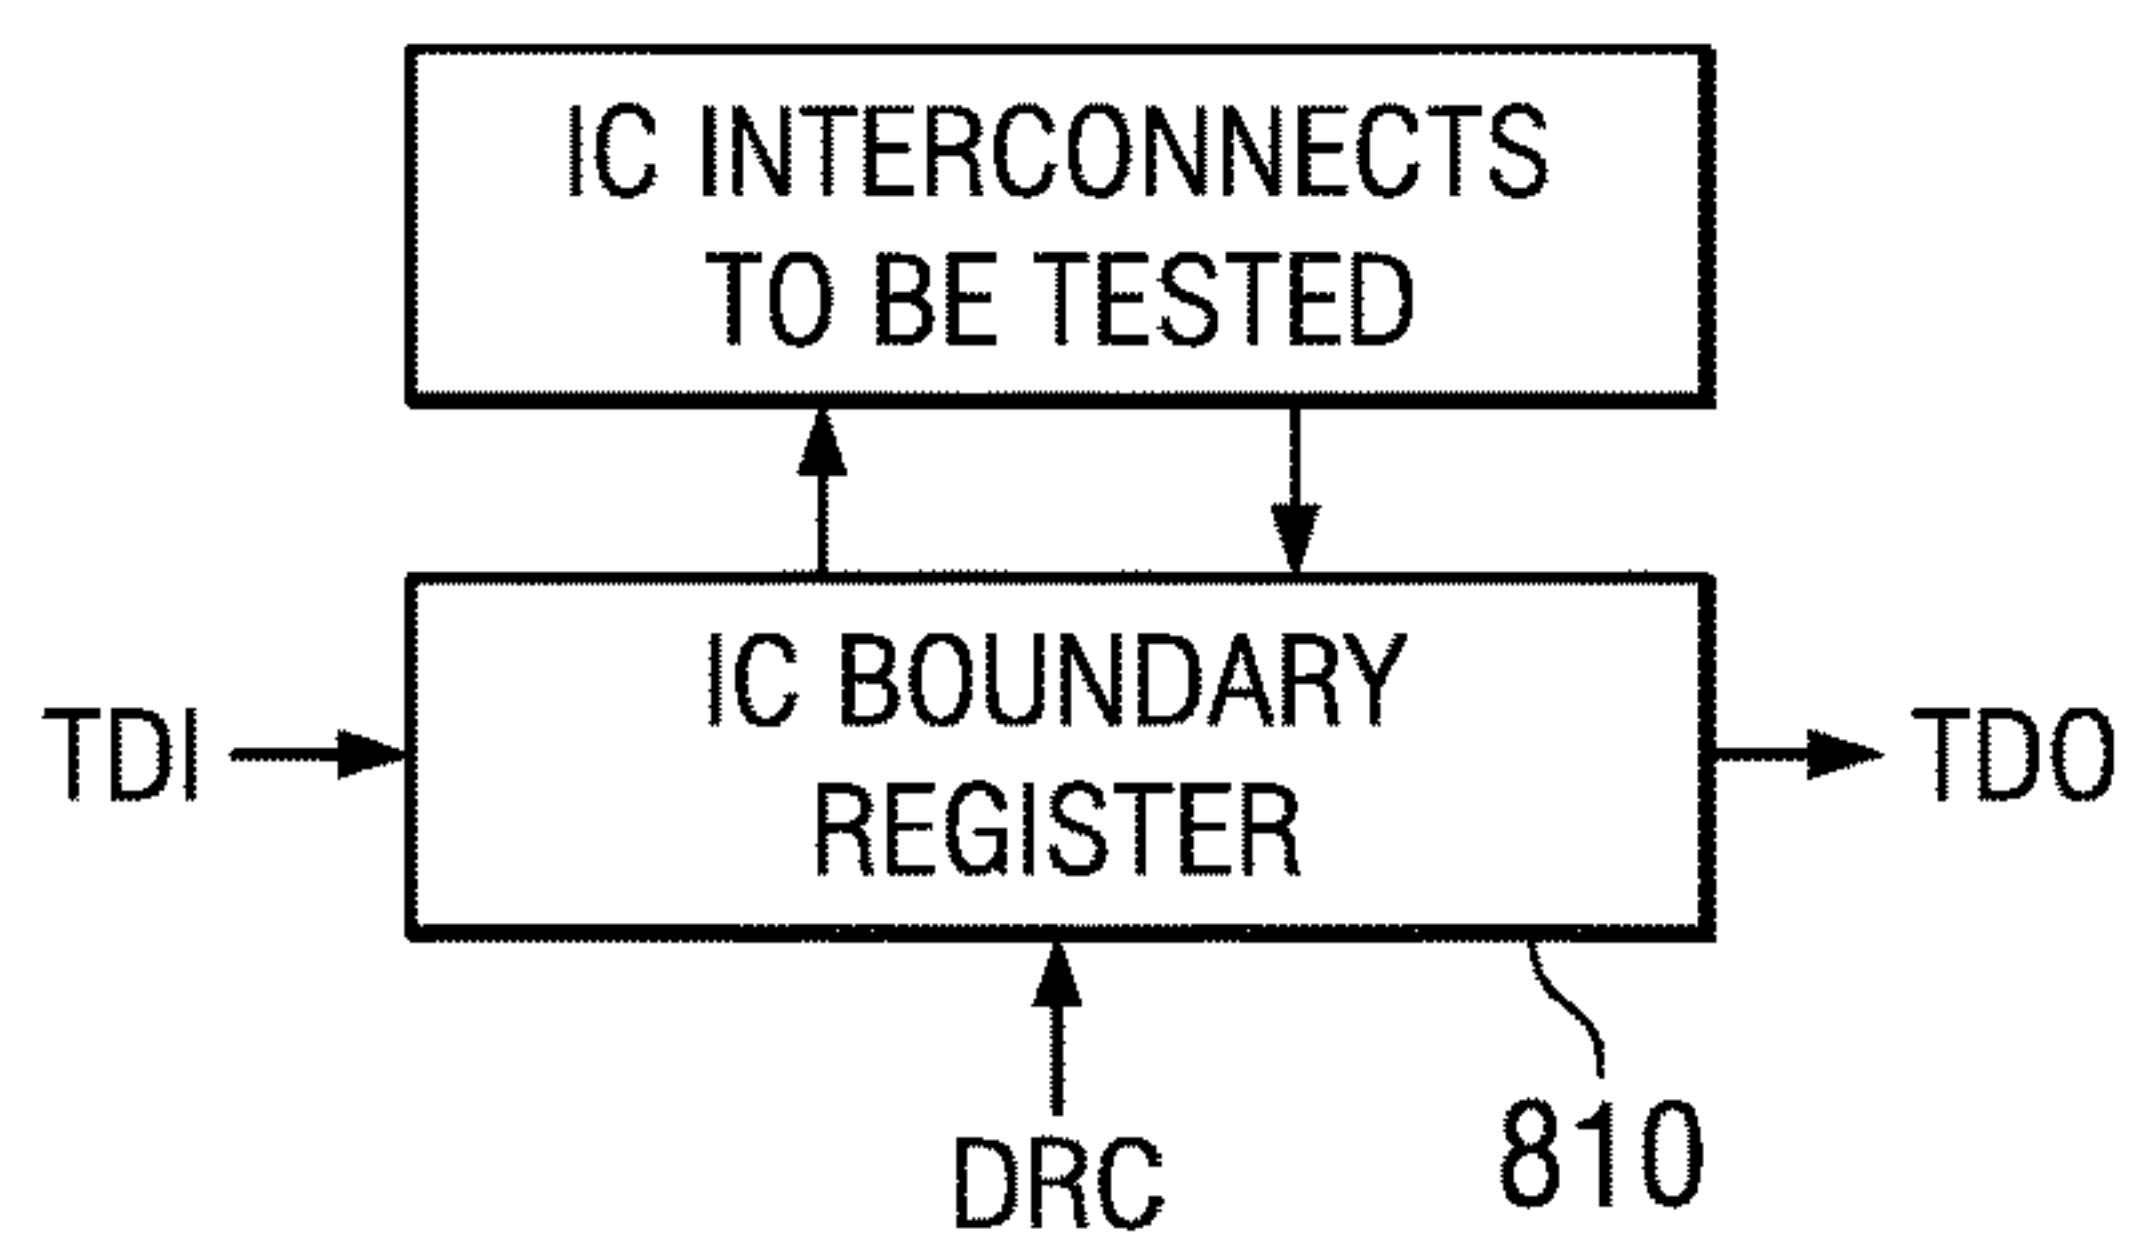 IC INTERCONNECTS
TO BE TESTED
IC BOUNDARY
REGISTER
TDI
TDO
DRC
810